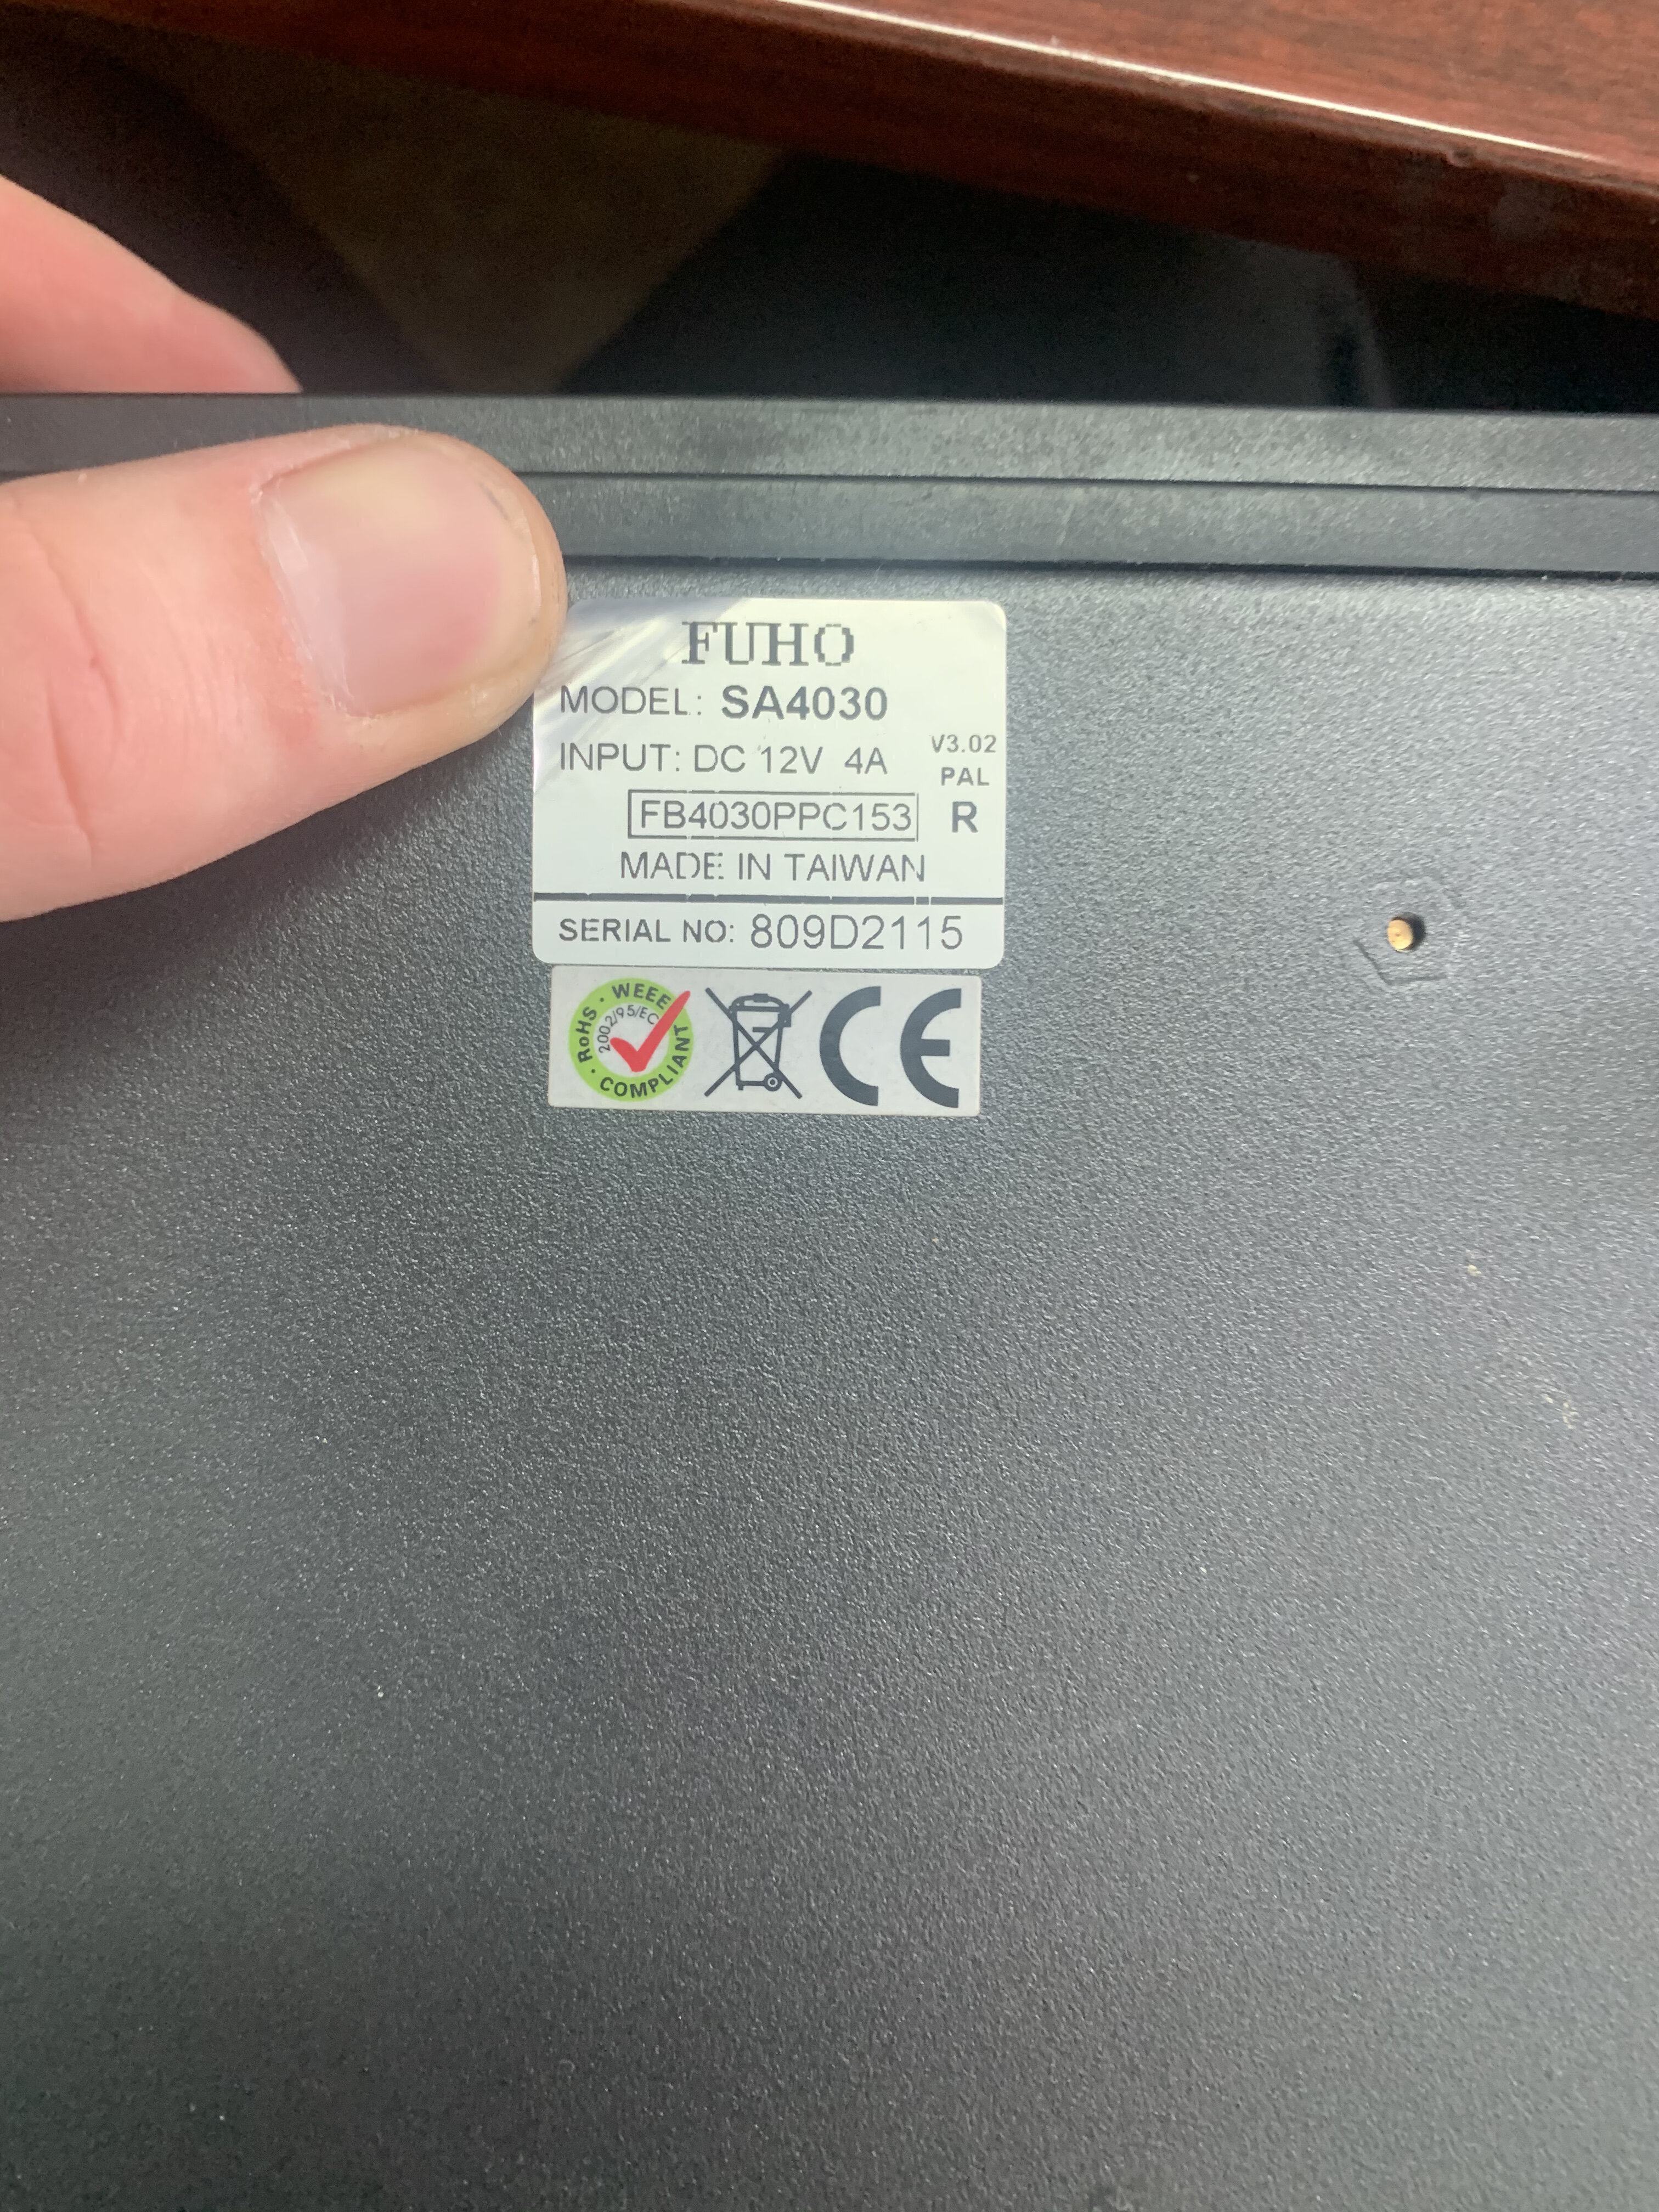 FUHO
MODEL: SA4030
INPUT: DC 12V 4A
V3.02
PAL
FB4030PPC153
R
MADE IN TAIWAN
SERIAL NO: 809D2115
RoHS · WEEE · COMPLIANT
2002/95/EC
CE